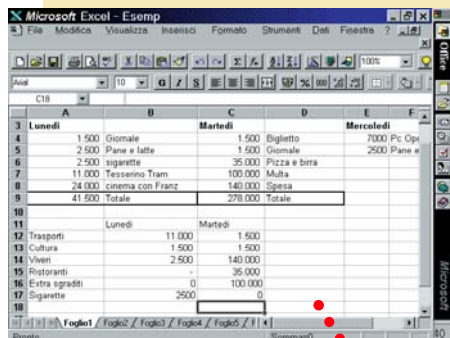 Microsoft Excel - Esemp
File Modifica Visualizza Inserisci Formato Strumenti Dati Finestra ?
100%
Office
Arial 10 G I S % 000
C18
A B C D E F
3 Lunedì Martedì Mercoledì
4 1.500 Giornale 1.500 Biglietto 7000 Pc Ope
5 2.500 Pane e latte 1.500 Giornale 2500 Pane e
6 2.500 sigarette 35.000 Pizza e birra
7 11.000 Tesserino Tram 100.000 Multa
8 24.000 cinema con Franz 140.000 Spesa
9 41.500 Totale 278.000 Totale
10
11 Lunedì Martedì
12 Trasporti 11.000 1.500
13 Cultura 1.500 1.500
14 Viveri 2.500 140.000
15 Ristoranti - 35.000
16 Extra sgraditi 0 100.000
17 Sigarette 2500 0
18
Microsoft
Foglio1 / Foglio2 / Foglio3 / Foglio4 / Foglio5 /
Pronto Somma=0